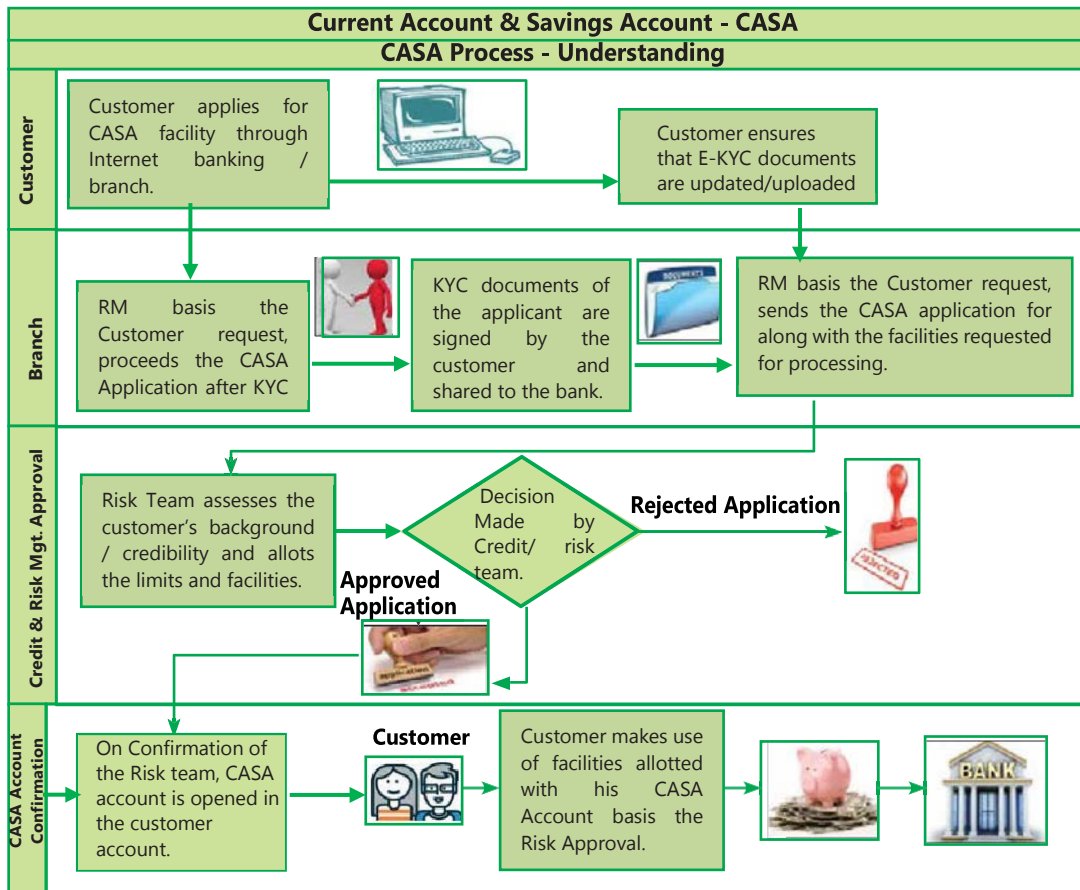 Current Account & Savings Account - CASA
CASA Process - Understanding
Customer
Customer applies for
CASA facility through
Internet banking /
branch.
Customer ensures
that E-KYC documents
are updated/uploaded
Branch
RM basis the
Customer request,
proceeds the CASA
Application after KYC
KYC documents of
the applicant are
signed by the
customer and
shared to the bank.
DOCUMENTS
RM basis the Customer request,
sends the CASA application for
along with the facilities requested
for processing.
Credit & Risk Mgt. Approval
Risk Team assesses the
customer's background
/ credibility and allots
the limits and facilities.
Decision
Made by
Credit/ risk
team.
Rejected Application
REJECTED
Approved
Application
application
CASA Account
Confirmation
On Confirmation of
the Risk team, CASA
account is opened in
the customer
account.
Customer
Customer makes use
of facilities allotted
with his CASA
Account basis the
Risk Approval.
BANK